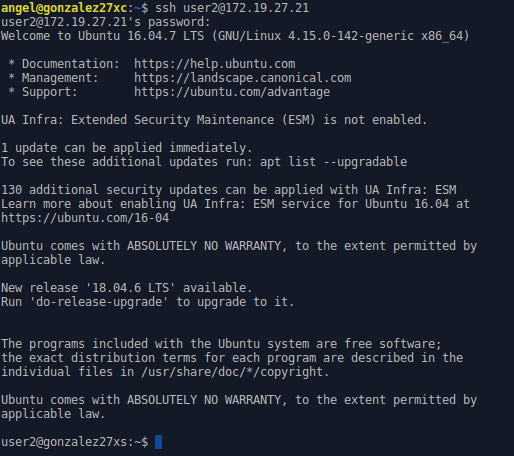 angel@gonzalez27xc:~$ ssh user2@172.19.27.21
user2@172.19.27.21's password:
Welcome to Ubuntu 16.04.7 LTS (GNU/Linux 4.15.0-142-generic x86_64)
* Documentation:  https://help.ubuntu.com
* Management:     https://landscape.canonical.com
* Support:        https://ubuntu.com/advantage
UA Infra: Extended Security Maintenance (ESM) is not enabled.
1 update can be applied immediately.
To see these additional updates run: apt list --upgradable
130 additional security updates can be applied with UA Infra: ESM
Learn more about enabling UA Infra: ESM service for Ubuntu 16.04 at
https://ubuntu.com/16-04
Ubuntu comes with ABSOLUTELY NO WARRANTY, to the extent permitted by
applicable law.
New release '18.04.6 LTS' available.
Run 'do-release-upgrade' to upgrade to it.
The programs included with the Ubuntu system are free software;
the exact distribution terms for each program are described in the
individual files in /usr/share/doc/*/copyright.
Ubuntu comes with ABSOLUTELY NO WARRANTY, to the extent permitted by
applicable law.
user2@gonzalez27xs:~$